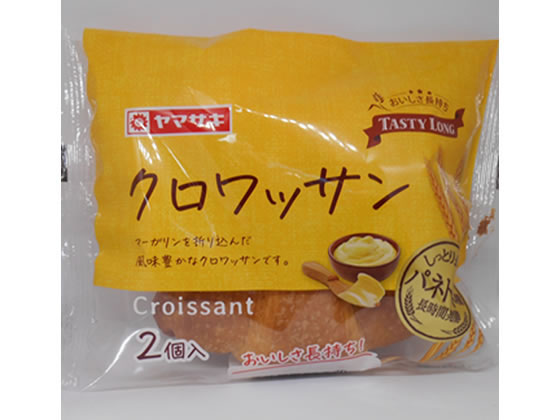 おいしさ長持ち
TASTY LONG
ヤマザキ
クロワッサン
マーガリンを折り込んだ
風味豊かなクロワッサンです。
しっとり
パネト
長時間
Croissant
2個入
おいしさ長持ち!